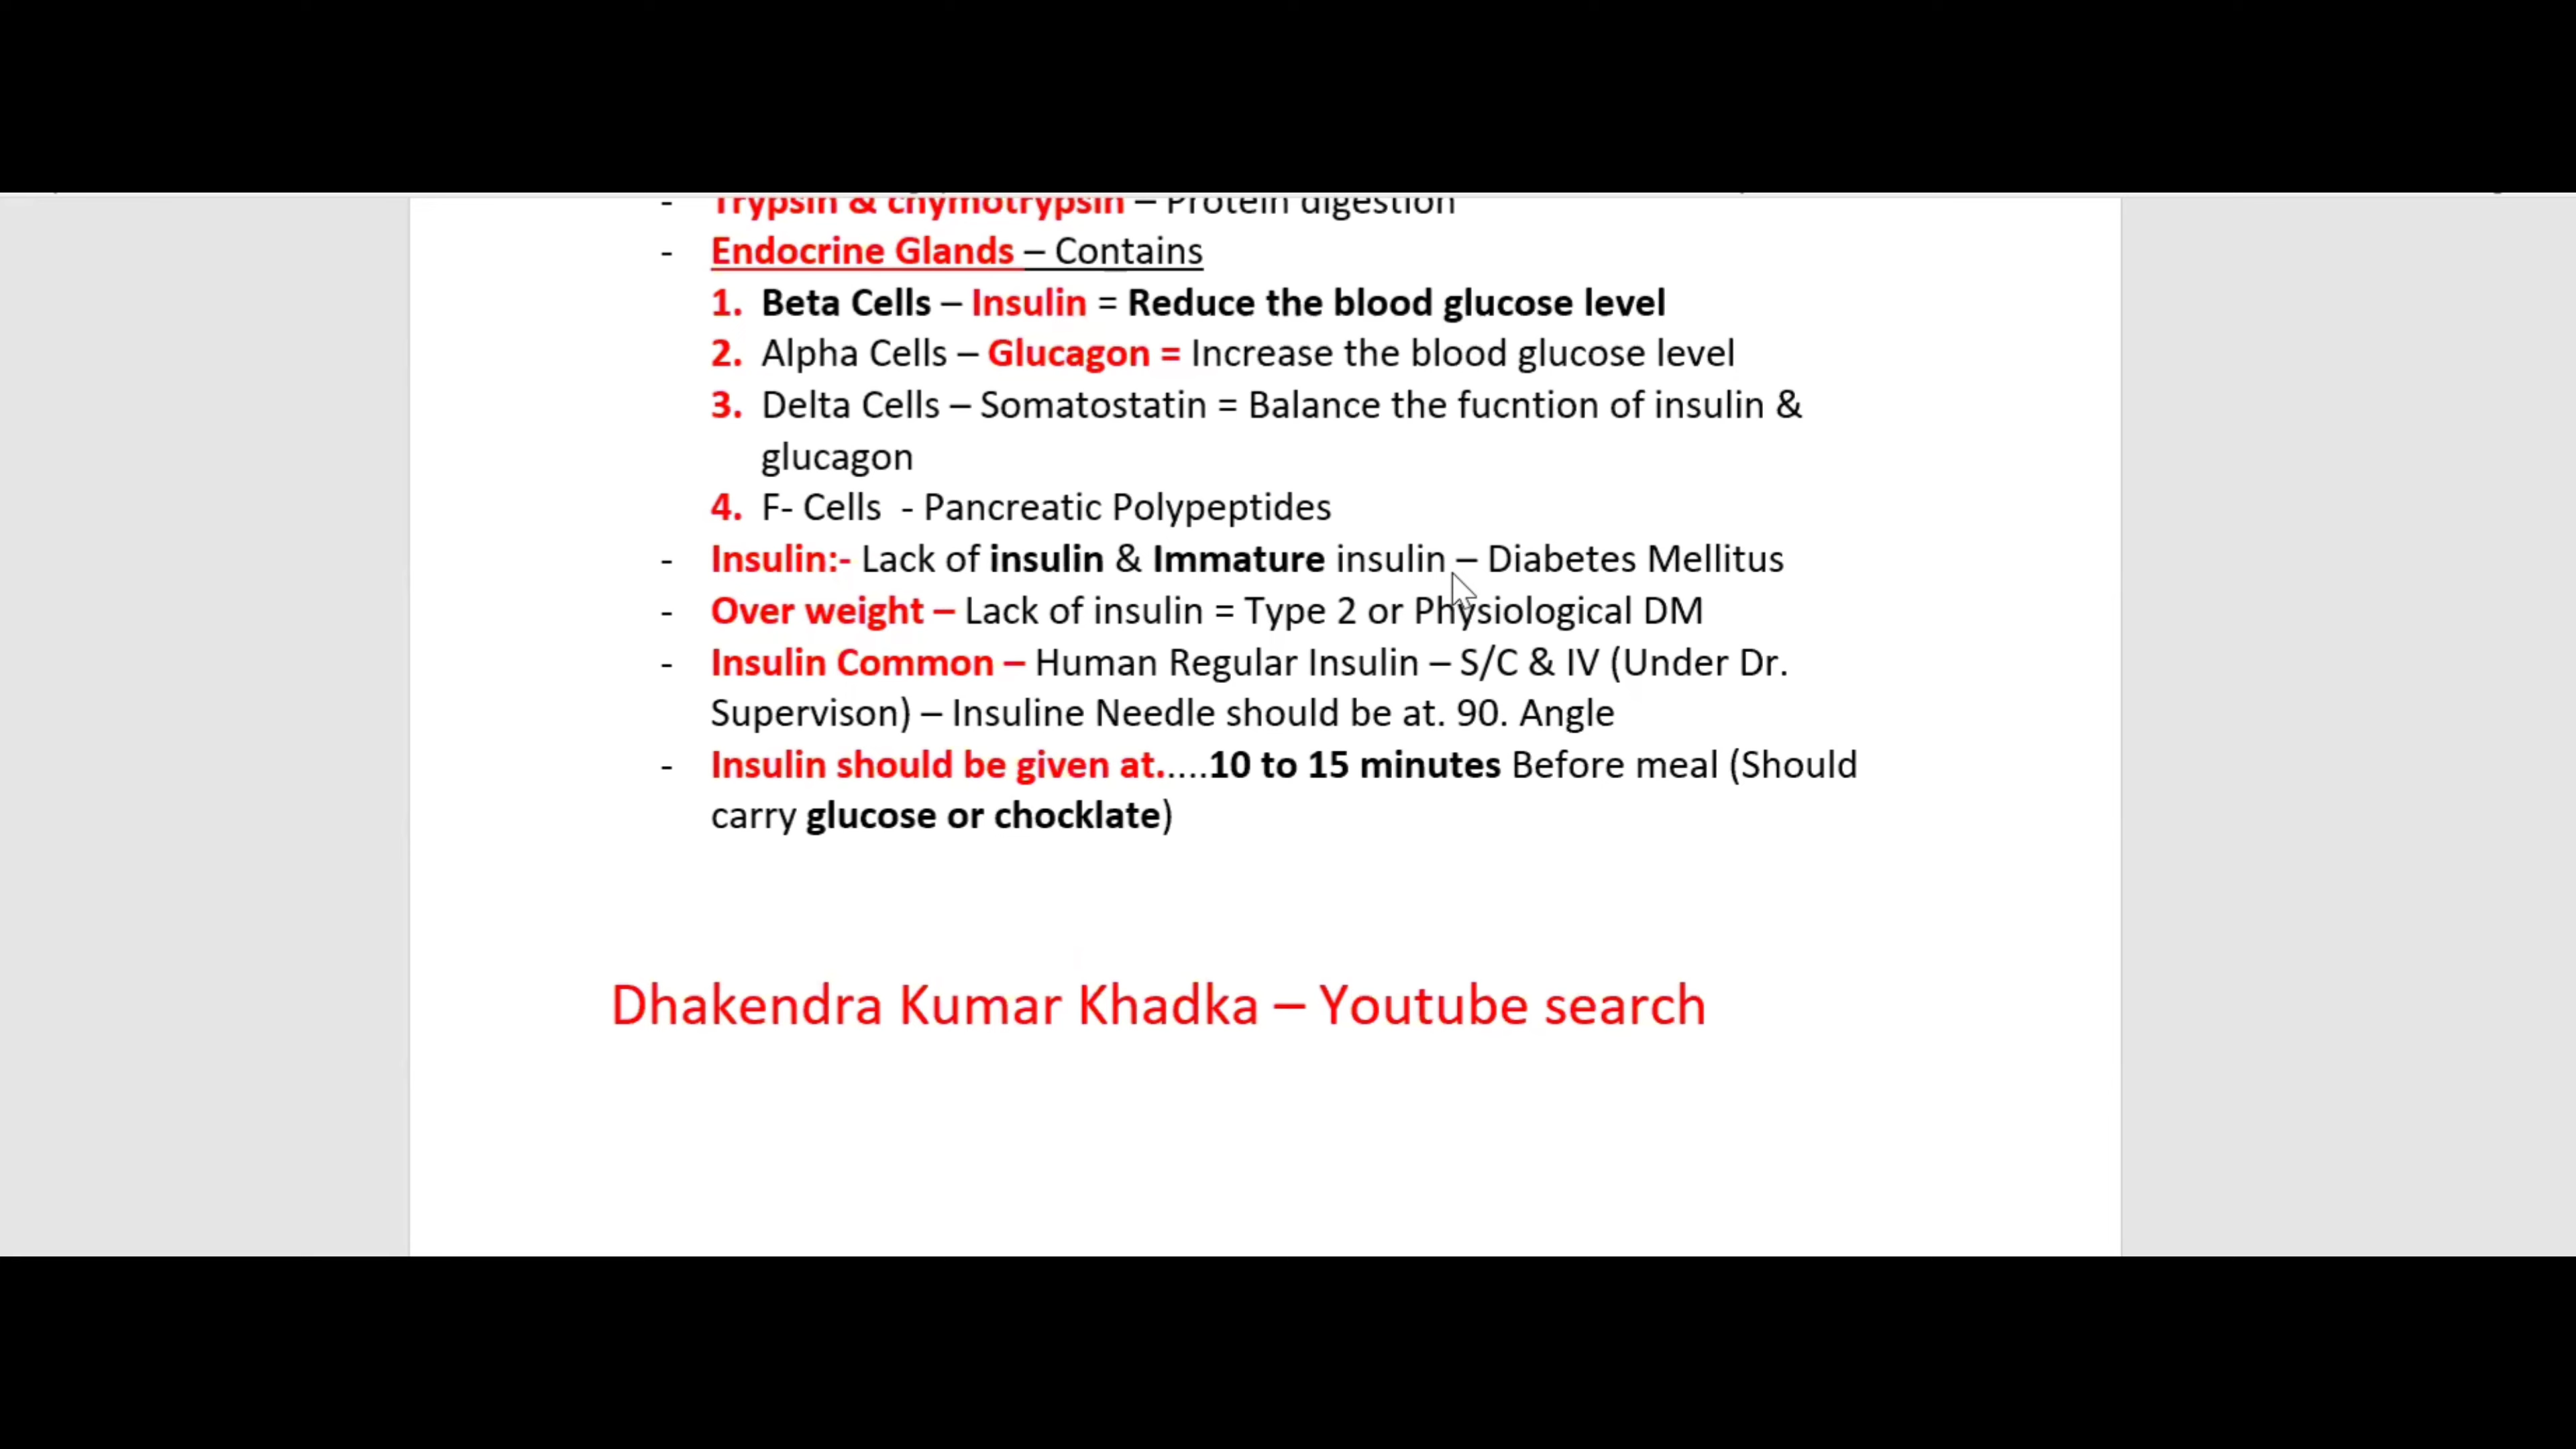 - Trypsin & chymotrypsin – Protein digestion
- Endocrine Glands – Contains
1. Beta Cells – Insulin = Reduce the blood glucose level
2. Alpha Cells – Glucagon = Increase the blood glucose level
3. Delta Cells – Somatostatin = Balance the fucntion of insulin &
glucagon
4. F- Cells - Pancreatic Polypeptides
- Insulin:- Lack of insulin & Immature insulin – Diabetes Mellitus
- Over weight – Lack of insulin = Type 2 or Physiological DM
- Insulin Common – Human Regular Insulin – S/C & IV (Under Dr.
Supervison) – Insuline Needle should be at. 90. Angle
- Insulin should be given at.....10 to 15 minutes Before meal (Should
carry glucose or chocklate)
Dhakendra Kumar Khadka – Youtube search